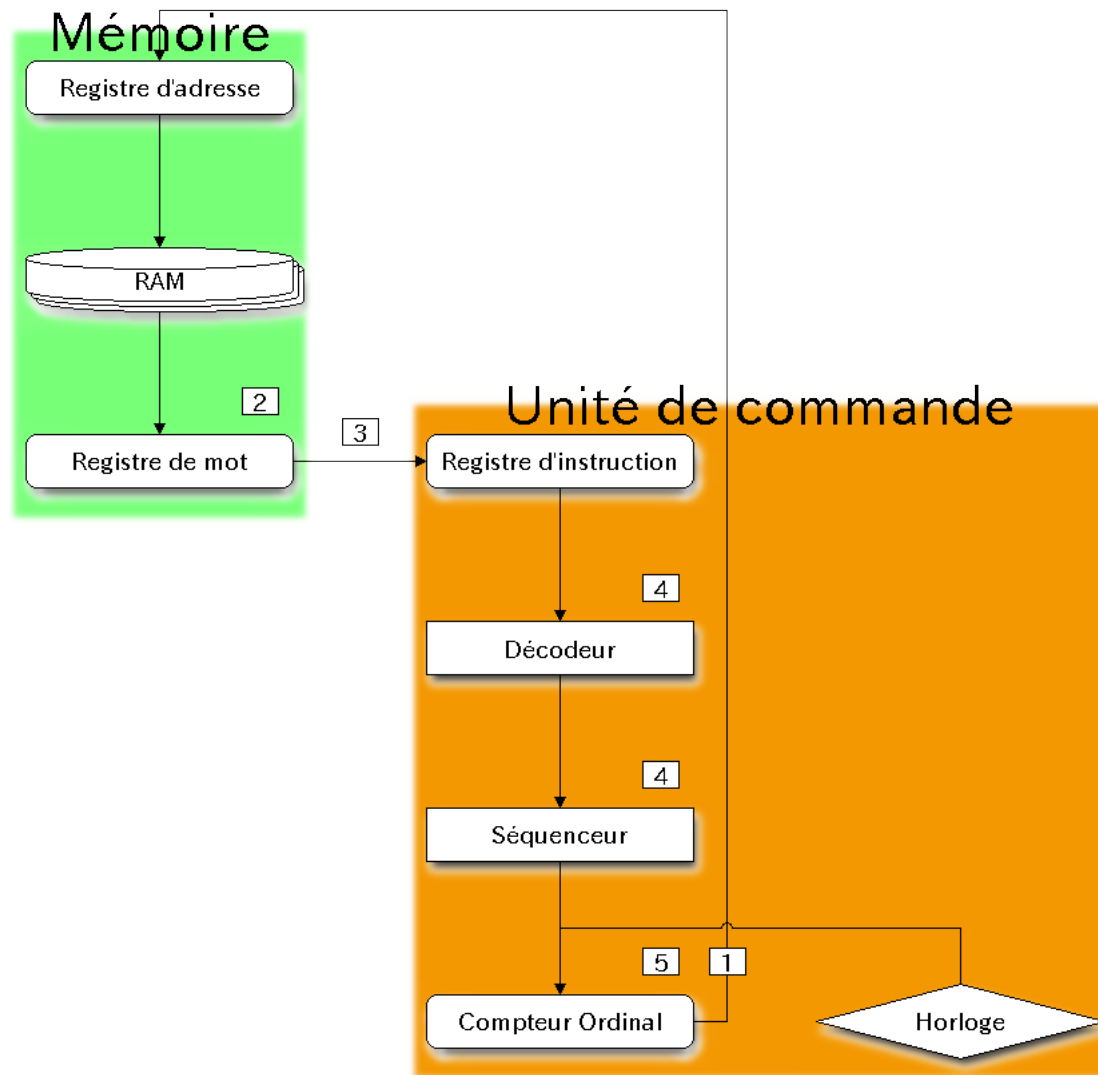 Mémoire
Registre d'adresse
RAM
2
Unité de commande
3
Registre de mot
Registre d'instruction
4
Décodeur
4
Séquenceur
5
1
Compteur Ordinal
Horloge